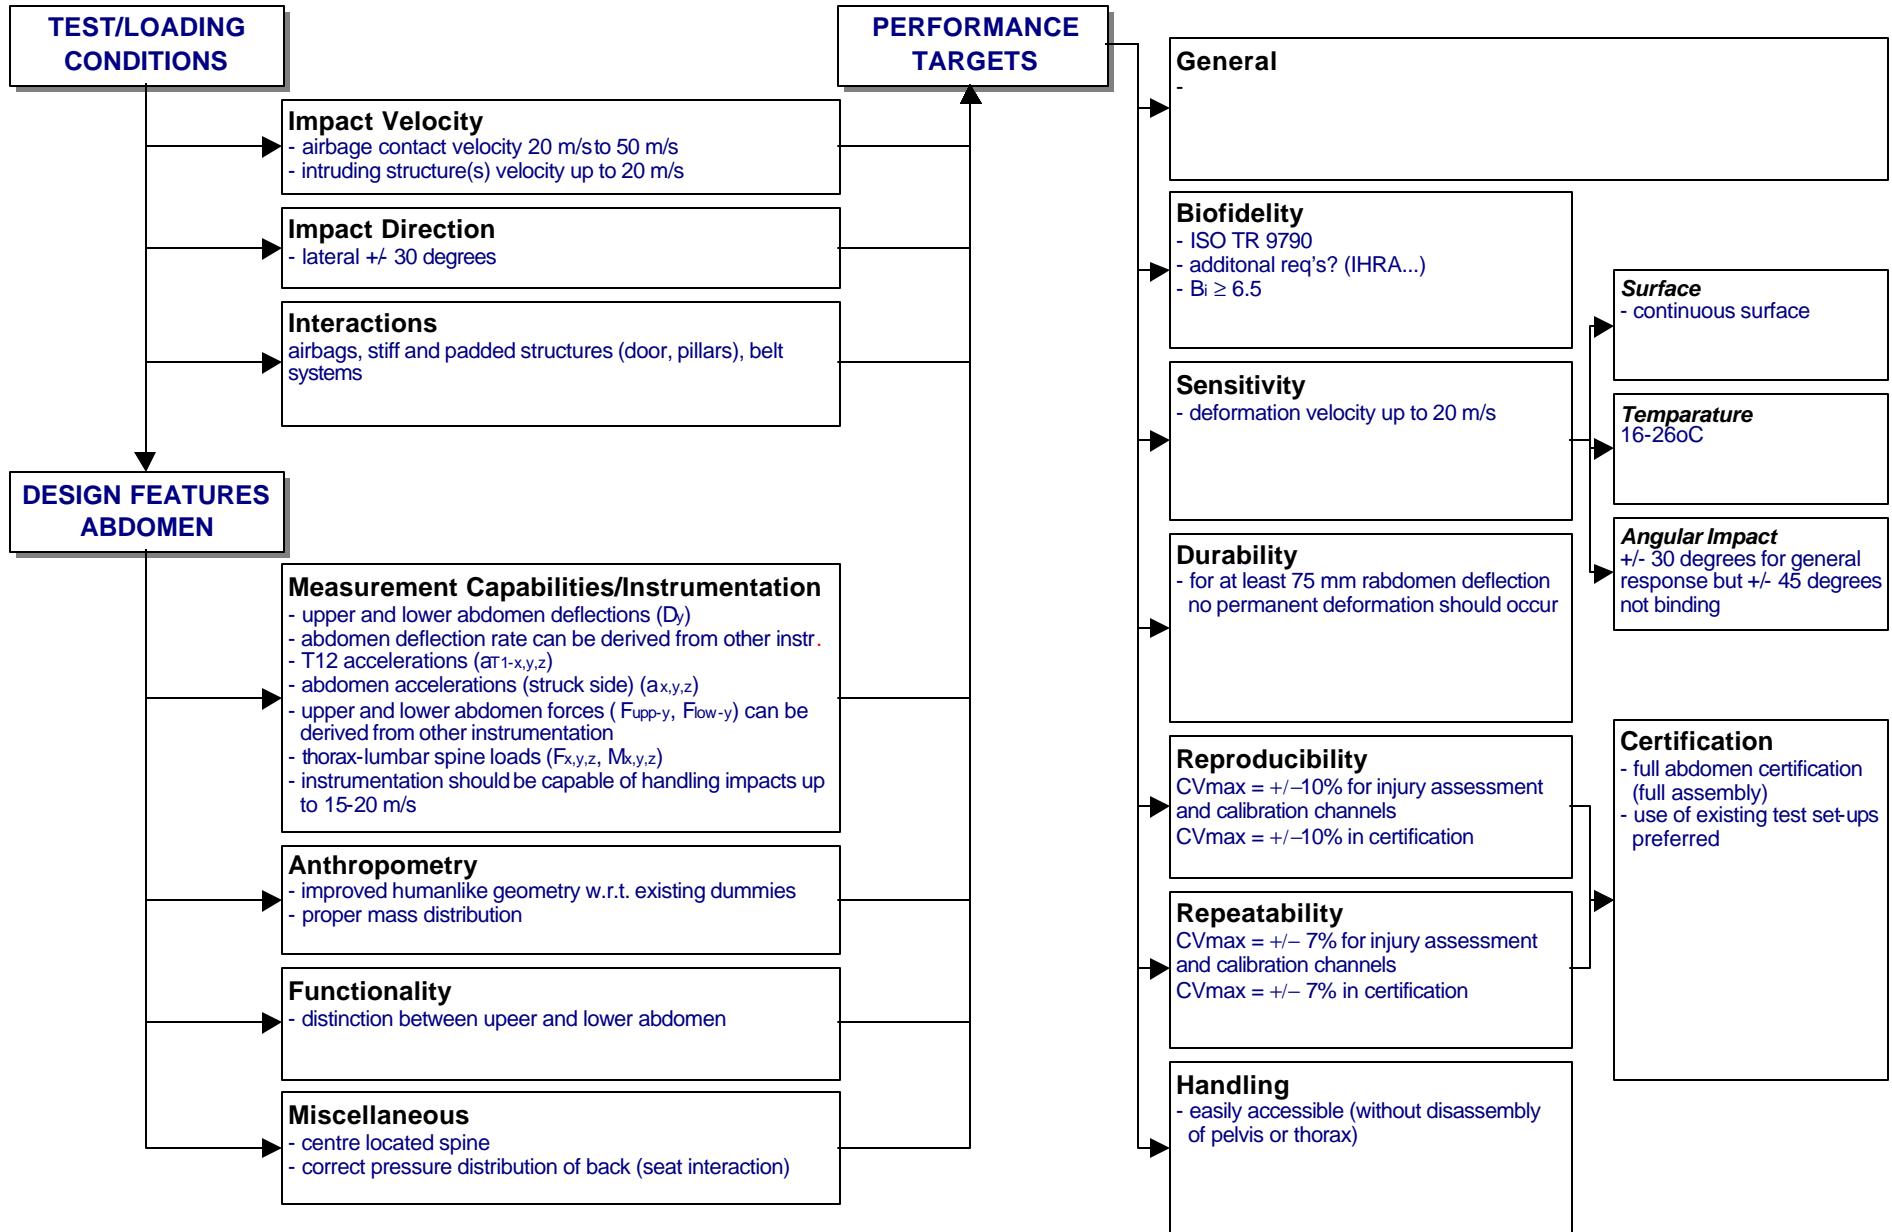 TEST/LOADING
CONDITIONS
Impact Velocity
- airbage contact velocity 20 m/s to 50 m/s
- intruding structure(s) velocity up to 20 m/s
Impact Direction
- lateral +/- 30 degrees
Interactions
airbags, stiff and padded structures (door, pillars), belt
systems
DESIGN FEATURES
ABDOMEN
Measurement Capabilities/Instrumentation
- upper and lower abdomen deflections (Dy)
- abdomen deflection rate can be derived from other instr.
- T12 accelerations (aT1-x,y,z)
- abdomen accelerations (struck side) (ax,y,z)
- upper and lower abdomen forces ( Fupp-y, Flow-y) can be
derived from other instrumentation
- thorax-lumbar spine loads (Fx,y,z, Mx,y,z)
- instrumentation should be capable of handling impacts up
to 15-20 m/s
Anthropometry
- improved humanlike geometry w.r.t. existing dummies
- proper mass distribution
Functionality
- distinction between upeer and lower abdomen
Miscellaneous
- centre located spine
- correct pressure distribution of back (seat interaction)
PERFORMANCE
TARGETS
General
-
Biofidelity
- ISO TR 9790
- additonal req's? (IHRA...)
- Bi ≥ 6.5
Sensitivity
- deformation velocity up to 20 m/s
Surface
- continuous surface
Temparature
16-26oC
Angular Impact
+/- 30 degrees for general
response but +/- 45 degrees
not binding
Durability
- for at least 75 mm rabdomen deflection
no permanent deformation should occur
Reproducibility
CVmax = +/−10% for injury assessment
and calibration channels
CVmax = +/−10% in certification
Repeatability
CVmax = +/− 7% for injury assessment
and calibration channels
CVmax = +/− 7% in certification
Certification
- full abdomen certification
(full assembly)
- use of existing test set-ups
preferred
Handling
- easily accessible (without disassembly
of pelvis or thorax)